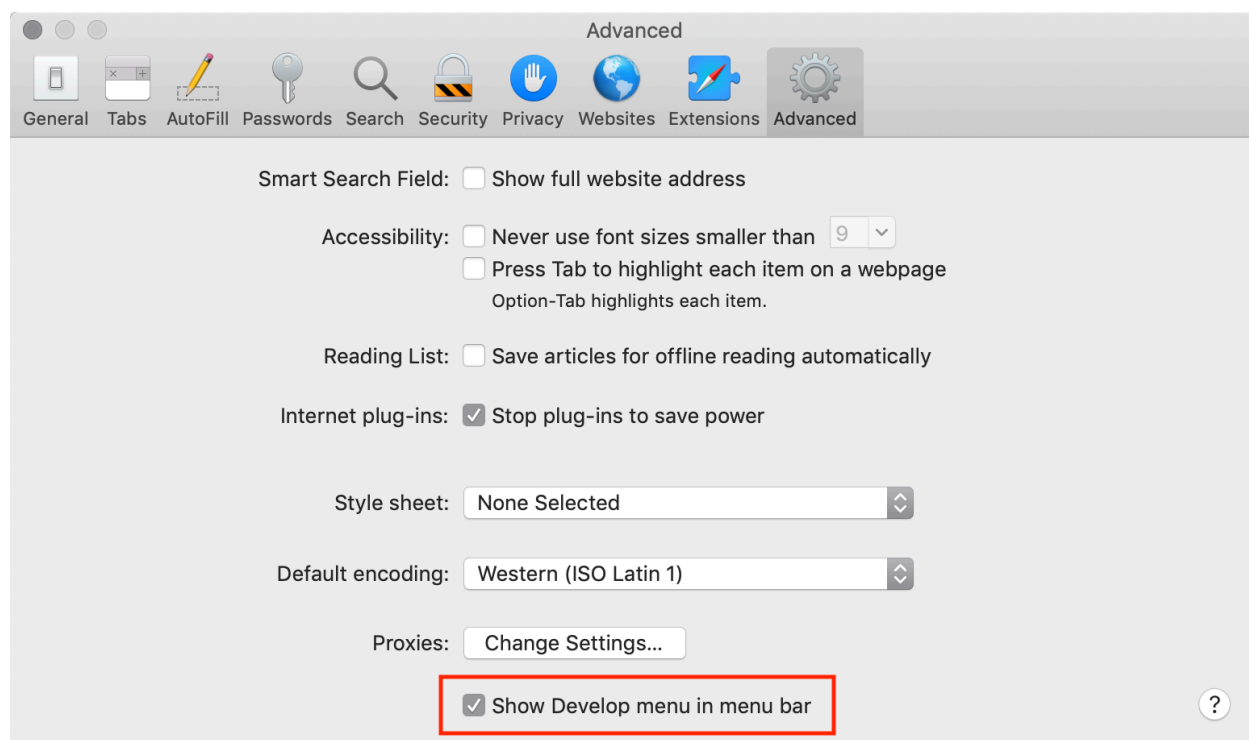 Advanced
General Tabs AutoFill Passwords Search Security Privacy Websites Extensions Advanced
Smart Search Field: Show full website address
Accessibility: Never use font sizes smaller than 9
Press Tab to highlight each item on a webpage
Option-Tab highlights each item.
Reading List: Save articles for offline reading automatically
Internet plug-ins: Stop plug-ins to save power
Style sheet: None Selected
Default encoding: Western (ISO Latin 1)
Proxies: Change Settings...
Show Develop menu in menu bar ?